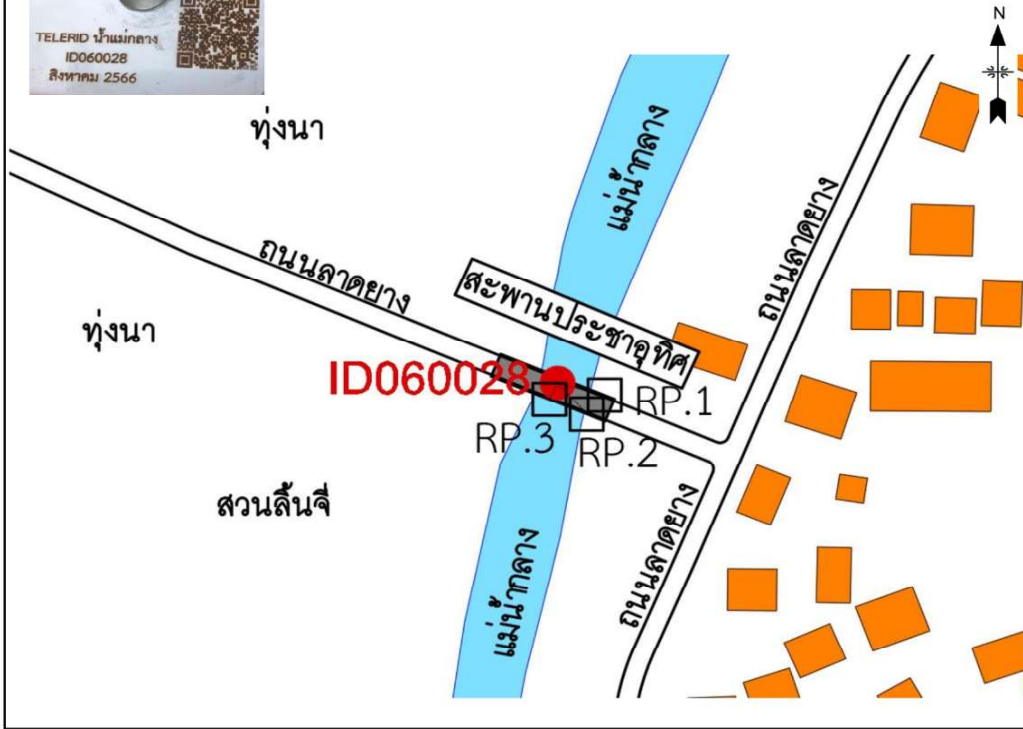 TELERID น้ำแม่กลาง
ID060028
สิงหาคม 2566
N
ทุ่งนา
แม่น้ำกลาง
ถนนลาดยาง
ถนนลาดยาง
สะพานประชาอุทิศ
ทุ่งนา
ID060028
RP.1
RP.3
RP.2
สวนลิ้นจี่
แม่น้ำกลาง
ถนนลาดยาง